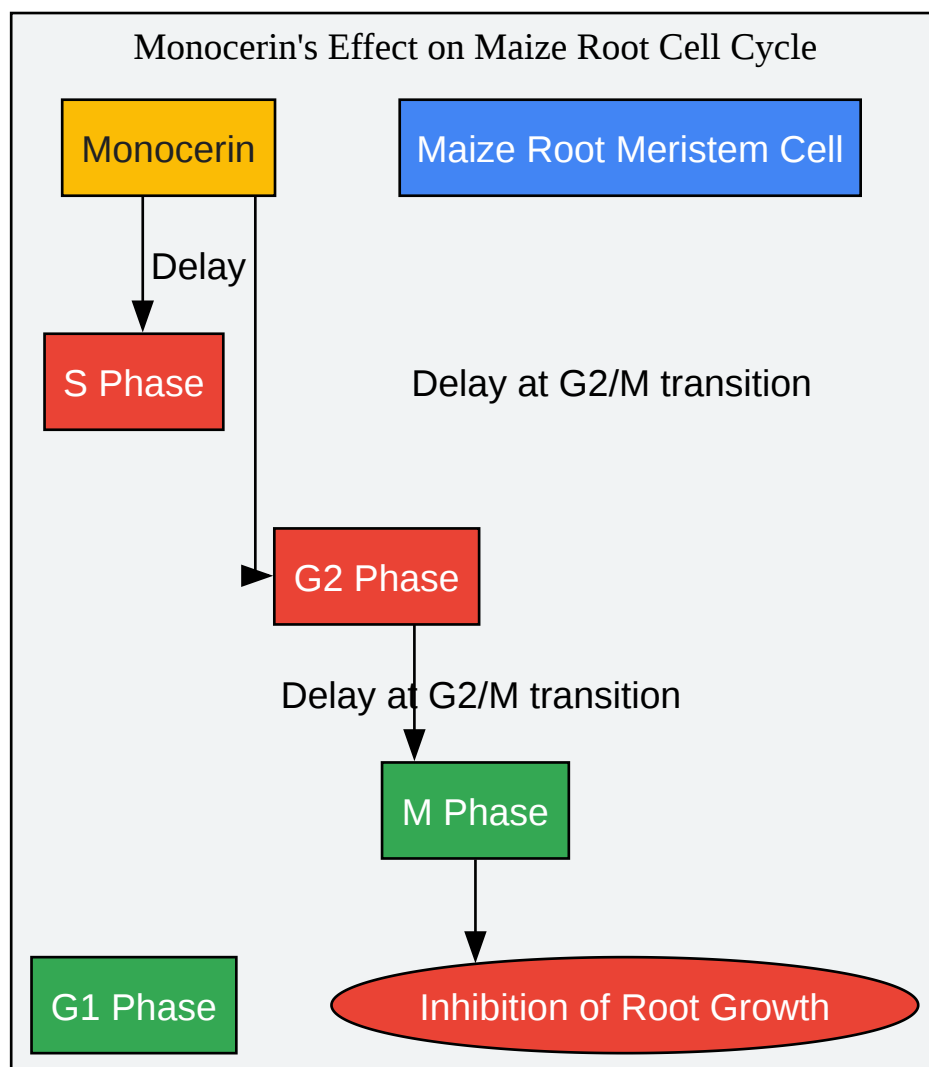 Monocerin's Effect on Maize Root Cell Cycle
Monocerin
Maize Root Meristem Cell
Delay
S Phase
Delay at G2/M transition
G2 Phase
Delay at G2/M transition
M Phase
G1 Phase
Inhibition of Root Growth